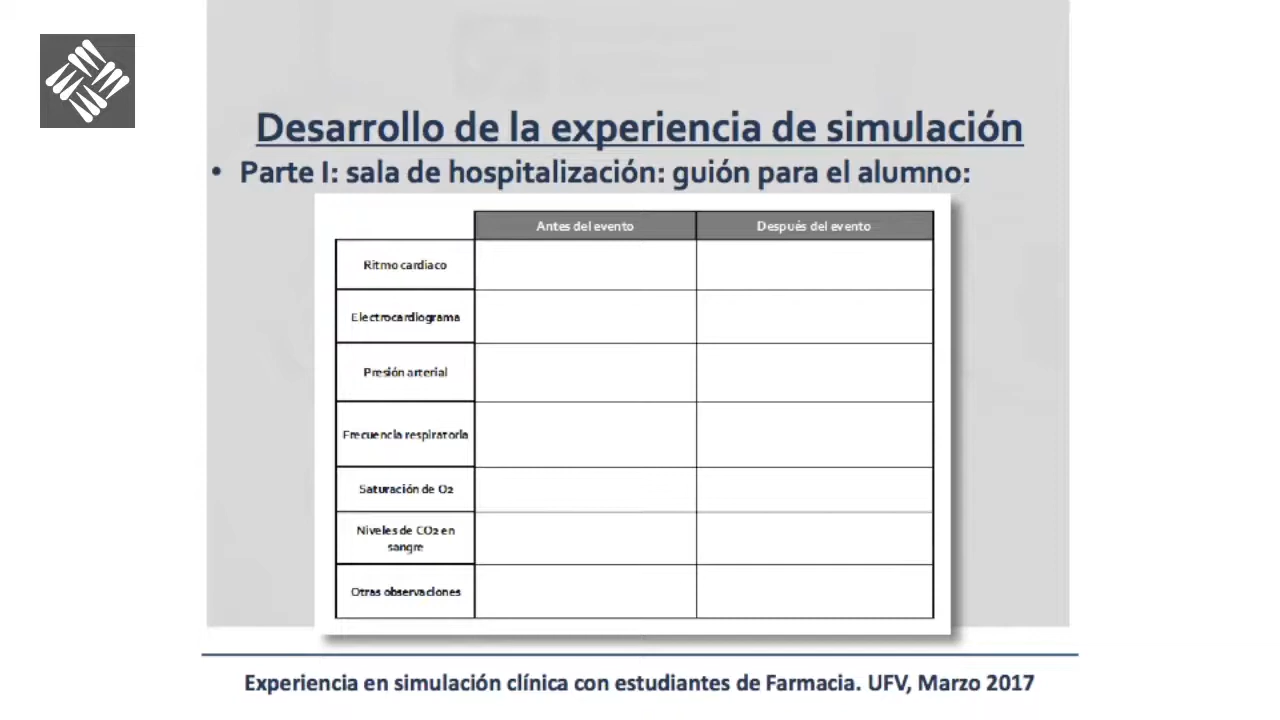 Desarrollo de la experiencia de simulación
• Parte I: sala de hospitalización: guión para el alumno:
Antes del evento Después del evento
Ritmo cardiaco
Electrocardiograma
Presión arterial
Frecuencia respiratoria
Saturación de O2
Niveles de CO2 en
sangre
Otras observaciones
Experiencia en simulación clínica con estudiantes de Farmacia. UFV, Marzo 2017